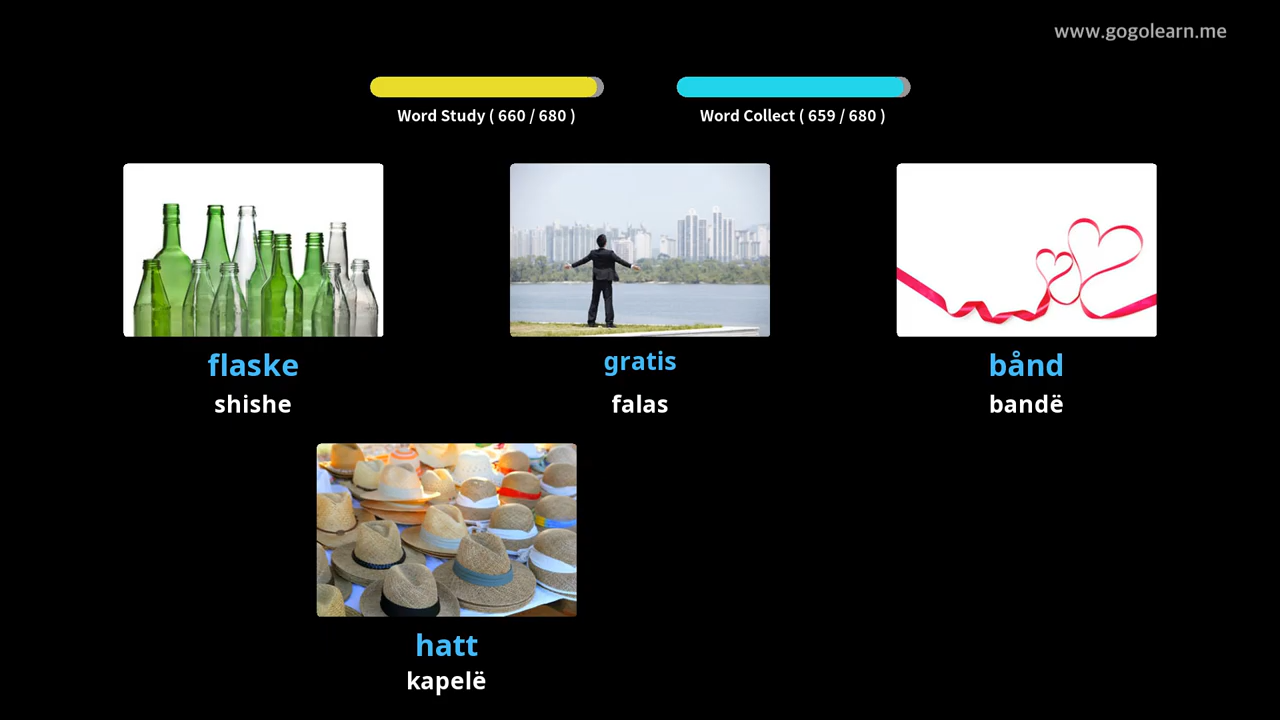 www.gogolearn.me
Word Study ( 660 / 680 )
Word Collect ( 659 / 680 )
flaske
shishe
gratis
falas
bånd
bandë
hatt
kapelë